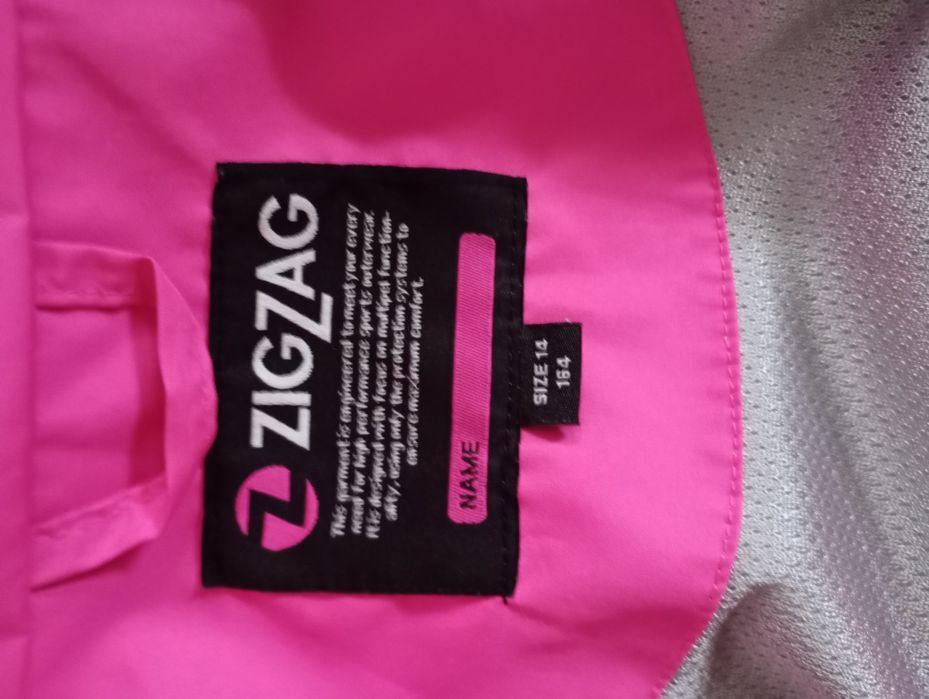 ZIGZAG
This garment is engineered to meet your every
need for high performance sports outerwear.
It is designed with focus on multipel function-
ality, using only the protection systems to
ensure maximum comfort.
NAME
SIZE 14
164